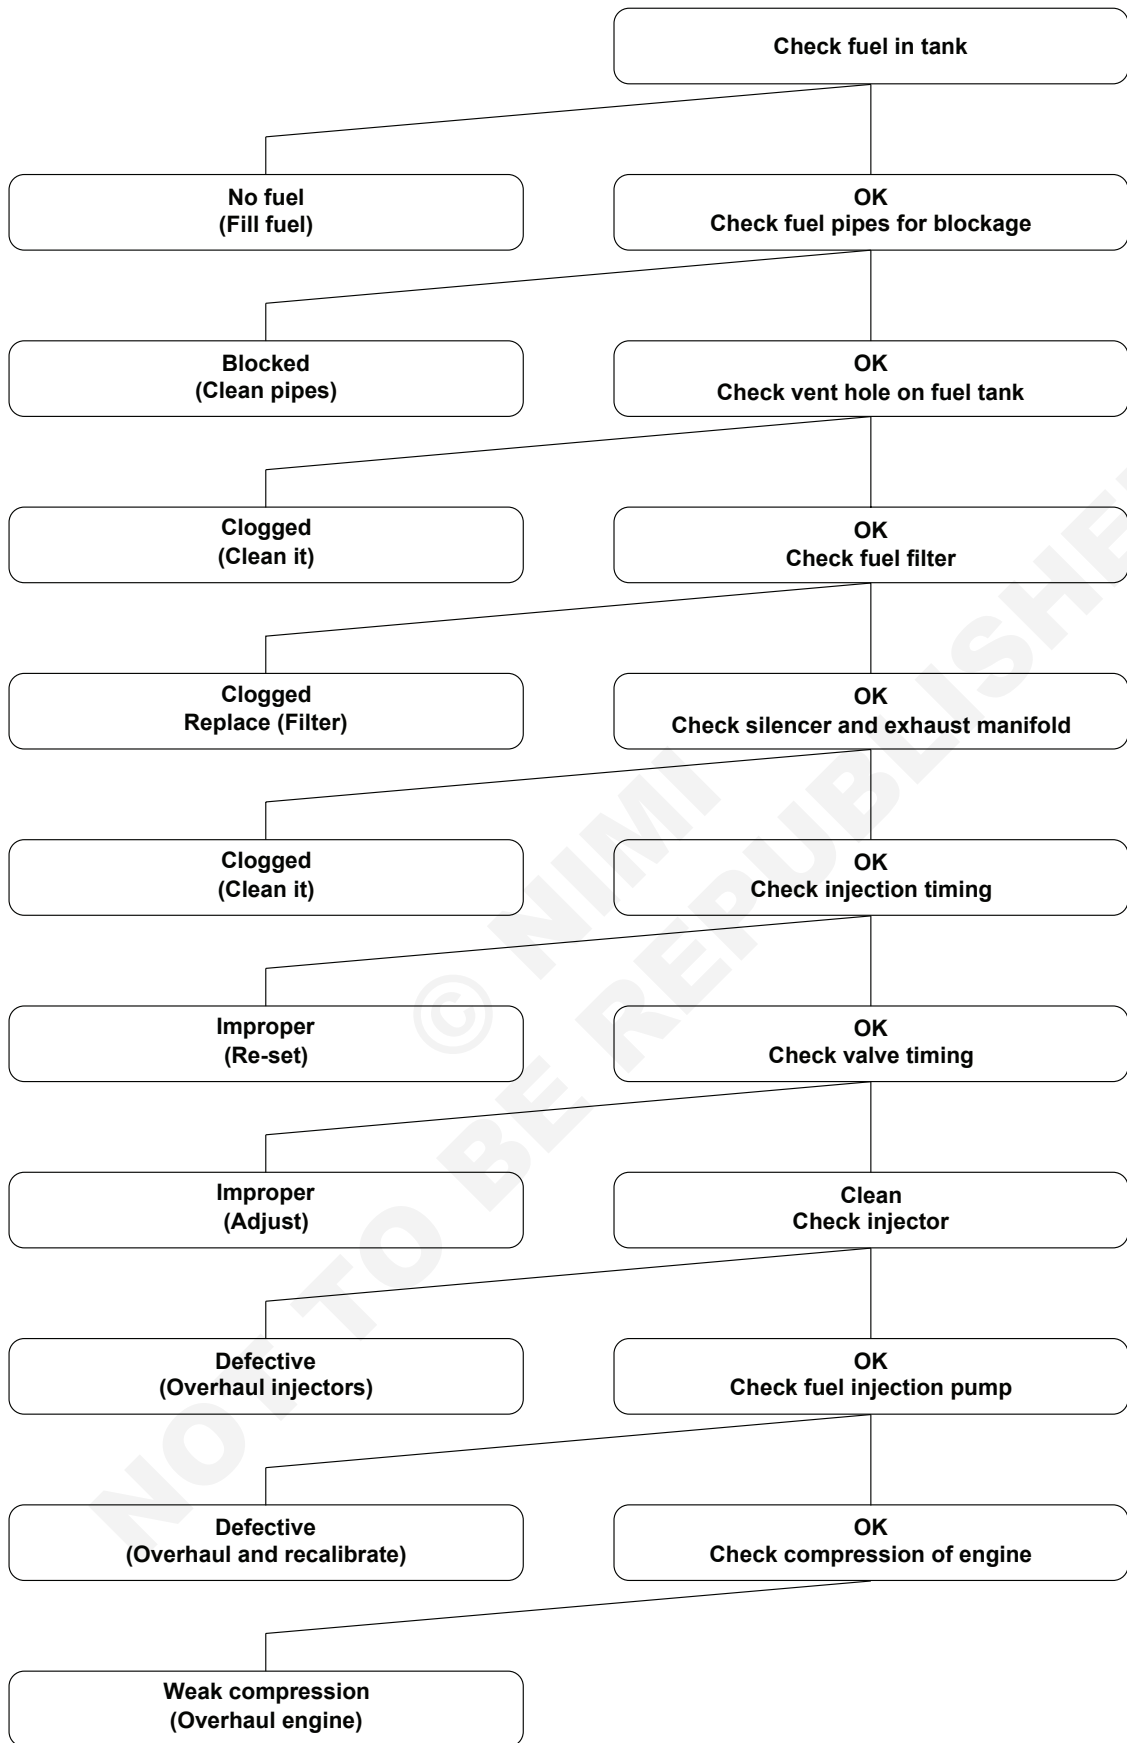 Check fuel in tank
No fuel
(Fill fuel)
OK
Check fuel pipes for blockage
Blocked
(Clean pipes)
OK
Check vent hole on fuel tank
Clogged
(Clean it)
OK
Check fuel filter
Clogged
Replace (Filter)
OK
Check silencer and exhaust manifold
Clogged
(Clean it)
OK
Check injection timing
Improper
(Re-set)
OK
Check valve timing
Improper
(Adjust)
Clean
Check injector
Defective
(Overhaul injectors)
OK
Check fuel injection pump
Defective
(Overhaul and recalibrate)
OK
Check compression of engine
Weak compression
(Overhaul engine)
© NIMI
NOT TO BE REPUBLISHE